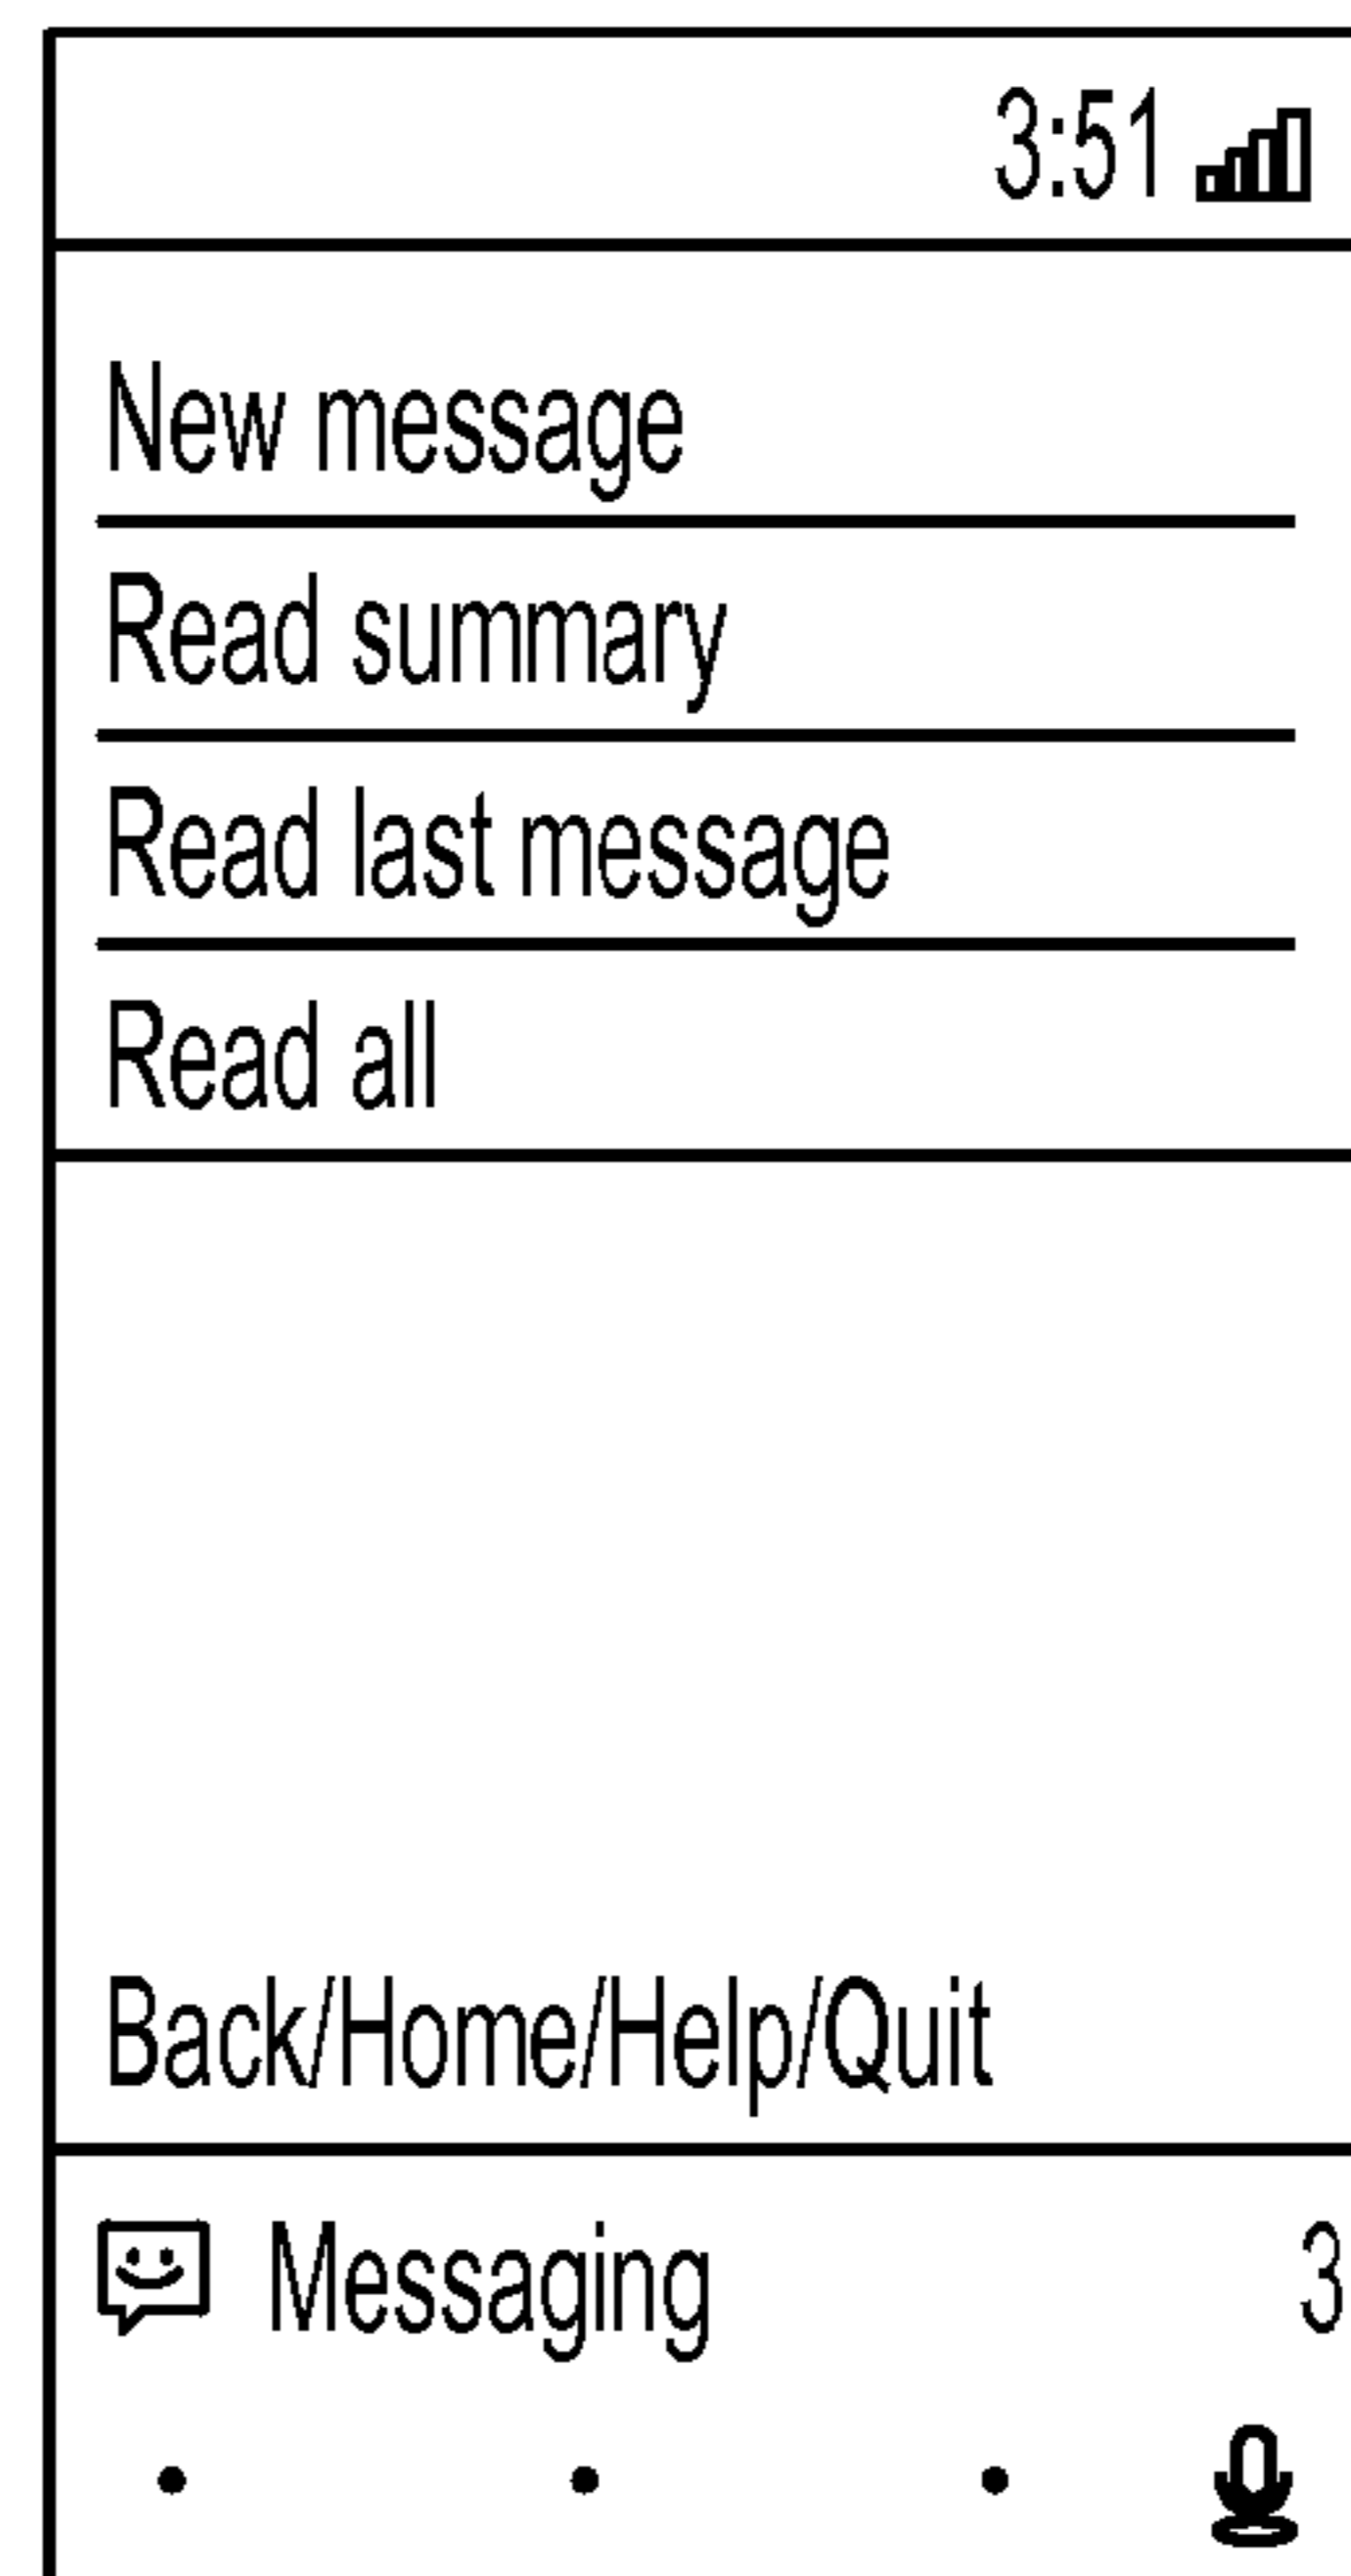 3:51
New message
Read summary
Read last message
Read all
Back/Home/Help/Quit
Messaging 3